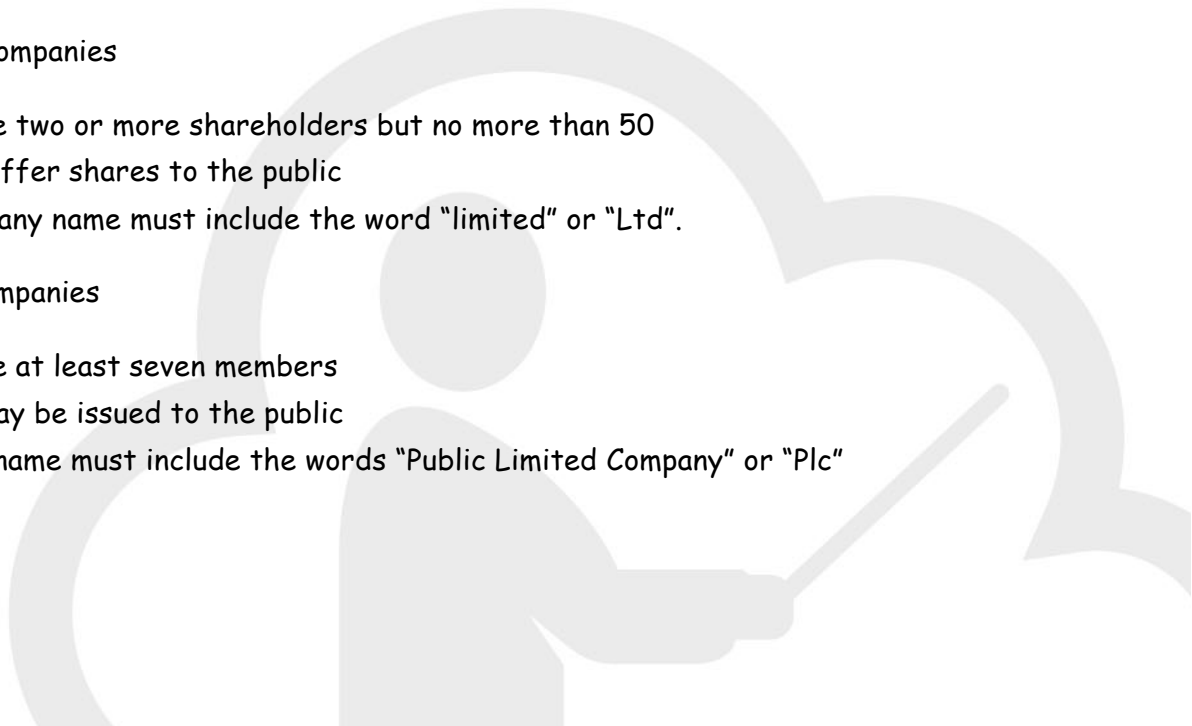 ompanies
e two or more shareholders but no more than 50
ffer shares to the public
any name must include the word “limited” or “Ltd”.
mpanies
e at least seven members
ay be issued to the public
name must include the words “Public Limited Company” or “Plc”